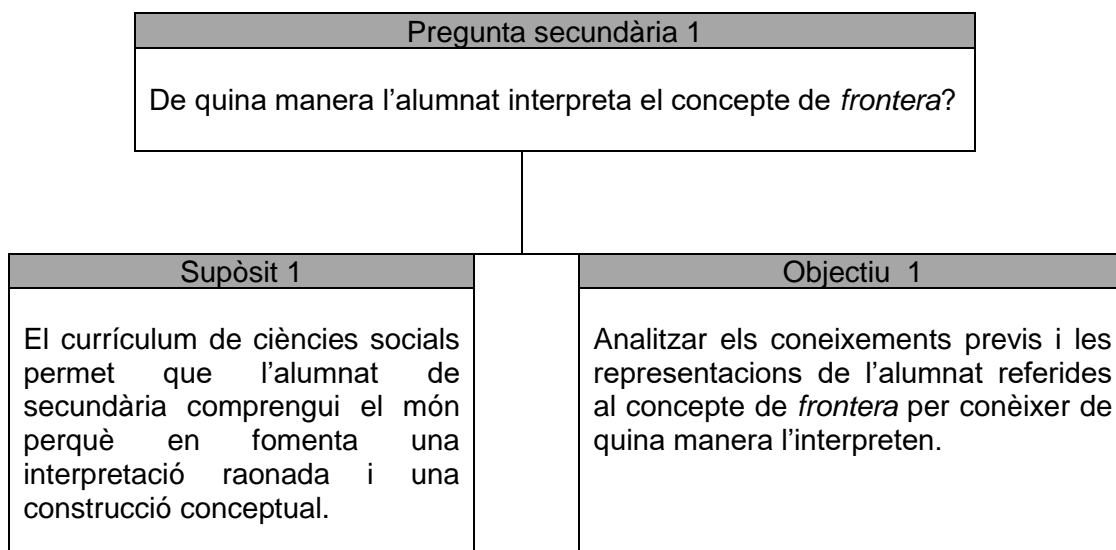 Pregunta secundària 1
De quina manera l’alumnat interpreta el concepte de frontera?
Supòsit 1
El currículum de ciències socials
permet que l’alumnat de
secundària comprengui el món
perquè en fomenta una
interpretació raonada i una
construcció conceptual.
Objectiu 1
Analitzar els coneixements previs i les
representacions de l’alumnat referides
al concepte de frontera per conèixer de
quina manera l’interpreten.